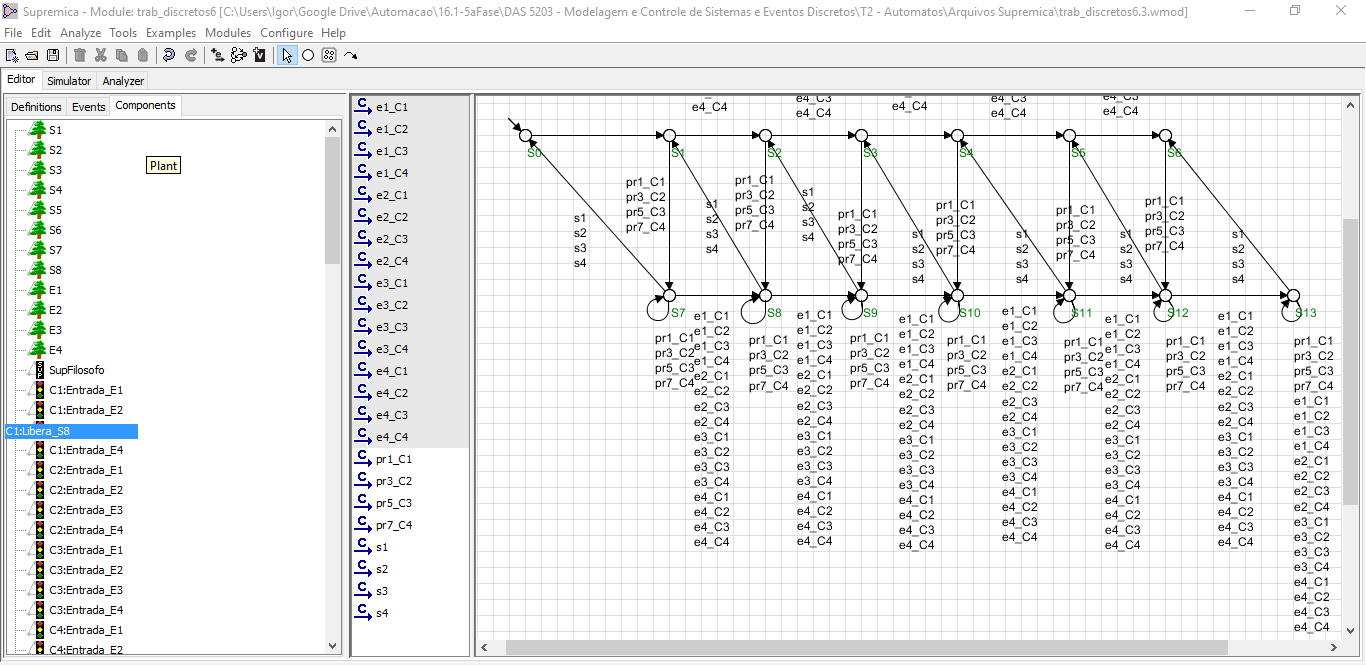 Supremica - Module: trab_discretos6 [C:\Users\Igor\Google Drive\Automacao\16.1-5aFase\DAS 5203 - Modelagem e Controle de Sistemas e Eventos Discretos\T2 - Automatos\Arquivos Supremica\trab_discretos6.3.wmod]
File Edit Analyze Tools Examples Modules Configure Help
Editor Simulator Analyzer
Definitions Events Components
S1
S2
S3
S4
S5
S6
S7
S8
E1
E2
E3
E4
SupFilosofo
C1:Entrada_E1
C1:Entrada_E2
C1:Libera_S8
C1:Entrada_E4
C2:Entrada_E1
C2:Entrada_E2
C2:Entrada_E3
C2:Entrada_E4
C3:Entrada_E1
C3:Entrada_E2
C3:Entrada_E3
C3:Entrada_E4
C4:Entrada_E1
C4:Entrada_E2
Plant
e1_C1
e1_C2
e1_C3
e1_C4
e2_C1
e2_C2
e2_C3
e2_C4
e3_C1
e3_C2
e3_C3
e3_C4
e4_C1
e4_C2
e4_C3
e4_C4
pr1_C1
pr3_C2
pr5_C3
pr7_C4
s1
s2
s3
s4
e4_C3 e4_C3 e4_C3
e4_C4 e4_C4 e4_C4 e4_C4 e4_C4
S0 S1 S2 S3 S4 S5 S6
s1
s2
s3
s4
pr1_C1
pr3_C2
pr5_C3
pr7_C4
s1
s2
s3
s4
pr1_C1
pr3_C2
pr5_C3
pr7_C4
s1
s2
s3
s4
pr1_C1
pr3_C2
pr5_C3
pr7_C4
s1
s3
s4
pr1_C1
pr3_C2
pr5_C3
pr7_C4
s1
s2
s3
s4
pr1_C1
pr3_C2
pr5_C3
pr7_C4
s1
s2
s3
s4
pr1_C1
pr3_C2
pr5_C3
pr7_C4
s1
s2
s3
s4
S7 S8 S9 S10 S11 S12 S13
pr1_C1
pr3_C2
pr5_C3
pr7_C4
e1_C1
e1_C2
e1_C3
e1_C4
e2_C1
e2_C2
e2_C3
e2_C4
e3_C1
e3_C2
e3_C3
e3_C4
e4_C1
e4_C2
e4_C3
e4_C4
pr1_C1
pr3_C2
pr5_C3
pr7_C4
e1_C1
e1_C2
e1_C3
e1_C4
e2_C1
e2_C2
e2_C3
e2_C4
e3_C1
e3_C2
e3_C3
e3_C4
e4_C1
e4_C2
e4_C3
e4_C4
pr1_C1
pr3_C2
pr5_C3
pr7_C4
e1_C1
e1_C2
e1_C3
e1_C4
e2_C1
e2_C2
e2_C3
e2_C4
e3_C1
e3_C2
e3_C3
e3_C4
e4_C1
e4_C2
e4_C3
e4_C4
pr1_C1
pr3_C2
pr5_C3
pr7_C4
e1_C1
e1_C2
e1_C3
e1_C4
e2_C1
e2_C2
e2_C3
e2_C4
e3_C1
e3_C2
e3_C3
e3_C4
e4_C1
e4_C2
e4_C3
e4_C4
pr1_C1
pr3_C2
pr5_C3
pr7_C4
e1_C1
e1_C2
e1_C3
e1_C4
e2_C1
e2_C2
e2_C3
e2_C4
e3_C1
e3_C2
e3_C3
e3_C4
e4_C1
e4_C2
e4_C3
e4_C4
pr1_C1
pr3_C2
pr5_C3
pr7_C4
e1_C1
e1_C2
e1_C3
e1_C4
e2_C1
e2_C2
e2_C3
e2_C4
e3_C1
e3_C2
e3_C3
e3_C4
e4_C1
e4_C2
e4_C3
e4_C4
pr1_C1
pr3_C2
pr5_C3
pr7_C4
e1_C1
e1_C2
e1_C3
e1_C4
e2_C1
e2_C2
e2_C3
e2_C4
e3_C1
e3_C2
e3_C3
e3_C4
e4_C1
e4_C2
e4_C3
e4_C4